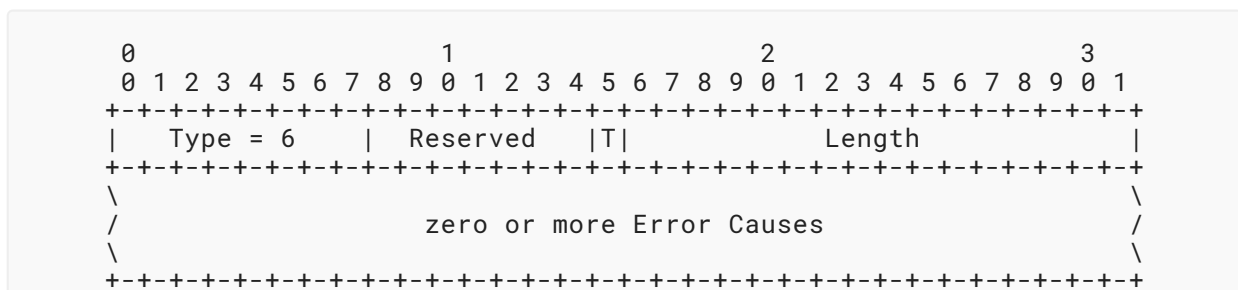 0                   1                   2                   3
 0 1 2 3 4 5 6 7 8 9 0 1 2 3 4 5 6 7 8 9 0 1 2 3 4 5 6 7 8 9 0 1
+-+-+-+-+-+-+-+-+-+-+-+-+-+-+-+-+-+-+-+-+-+-+-+-+-+-+-+-+-+-+-+-+
|   Type = 6    |  Reserved   |T|            Length             |
+-+-+-+-+-+-+-+-+-+-+-+-+-+-+-+-+-+-+-+-+-+-+-+-+-+-+-+-+-+-+-+-+
\                                                               \
/                   zero or more Error Causes                   /
\                                                               \
+-+-+-+-+-+-+-+-+-+-+-+-+-+-+-+-+-+-+-+-+-+-+-+-+-+-+-+-+-+-+-+-+